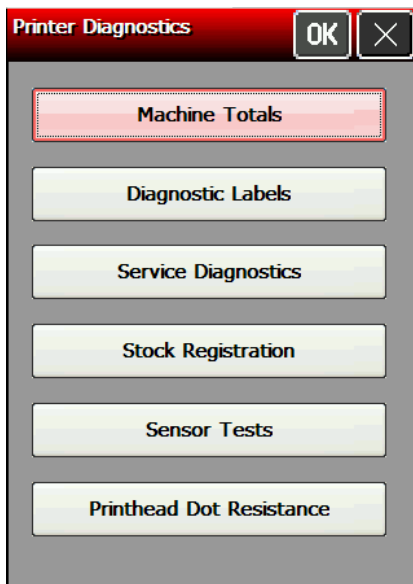 Printer Diagnostics
OK
Machine Totals
Diagnostic Labels
Service Diagnostics
Stock Registration
Sensor Tests
Printhead Dot Resistance